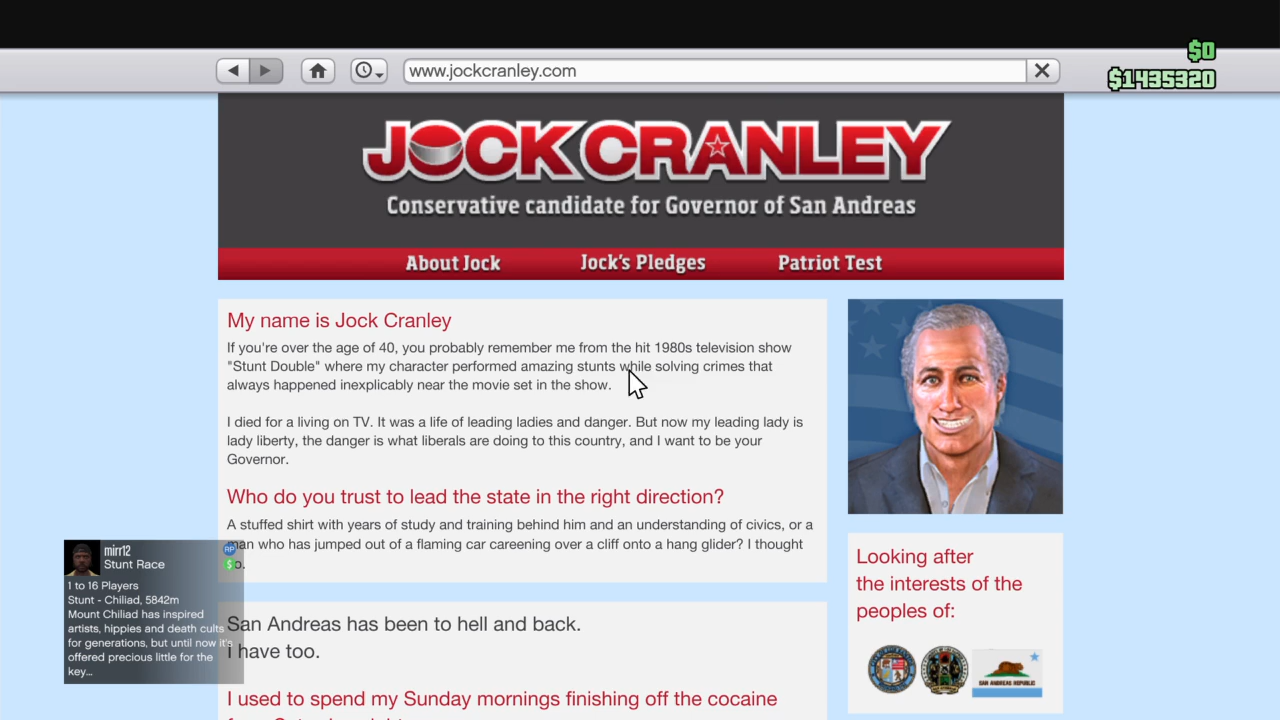 $0
$1435320
www.jockcranley.com
JOCK CRANLEY
Conservative candidate for Governor of San Andreas
About Jock
Jock's Pledges
Patriot Test
My name is Jock Cranley
If you're over the age of 40, you probably remember me from the hit 1980s television show
"Stunt Double" where my character performed amazing stunts while solving crimes that
always happened inexplicably near the movie set in the show.
I died for a living on TV. It was a life of leading ladies and danger. But now my leading lady is
lady liberty, the danger is what liberals are doing to this country, and I want to be your
Governor.
Who do you trust to lead the state in the right direction?
A stuffed shirt with years of study and training behind him and an understanding of civics, or a
man who has jumped out of a flaming car careening over a cliff onto a hang glider? I thought
so.
San Andreas has been to hell and back.
I have too.
I used to spend my Sunday mornings finishing off the cocaine
Looking after
the interests of the
peoples of:
SAN ANDREAS REPUBLIC
mirr12
Stunt Race
RP
$
1 to 16 Players
Stunt - Chiliad, 5842m
Mount Chiliad has inspired
artists, hippies and death cults
for generations, but until now it's
offered precious little for the
key...